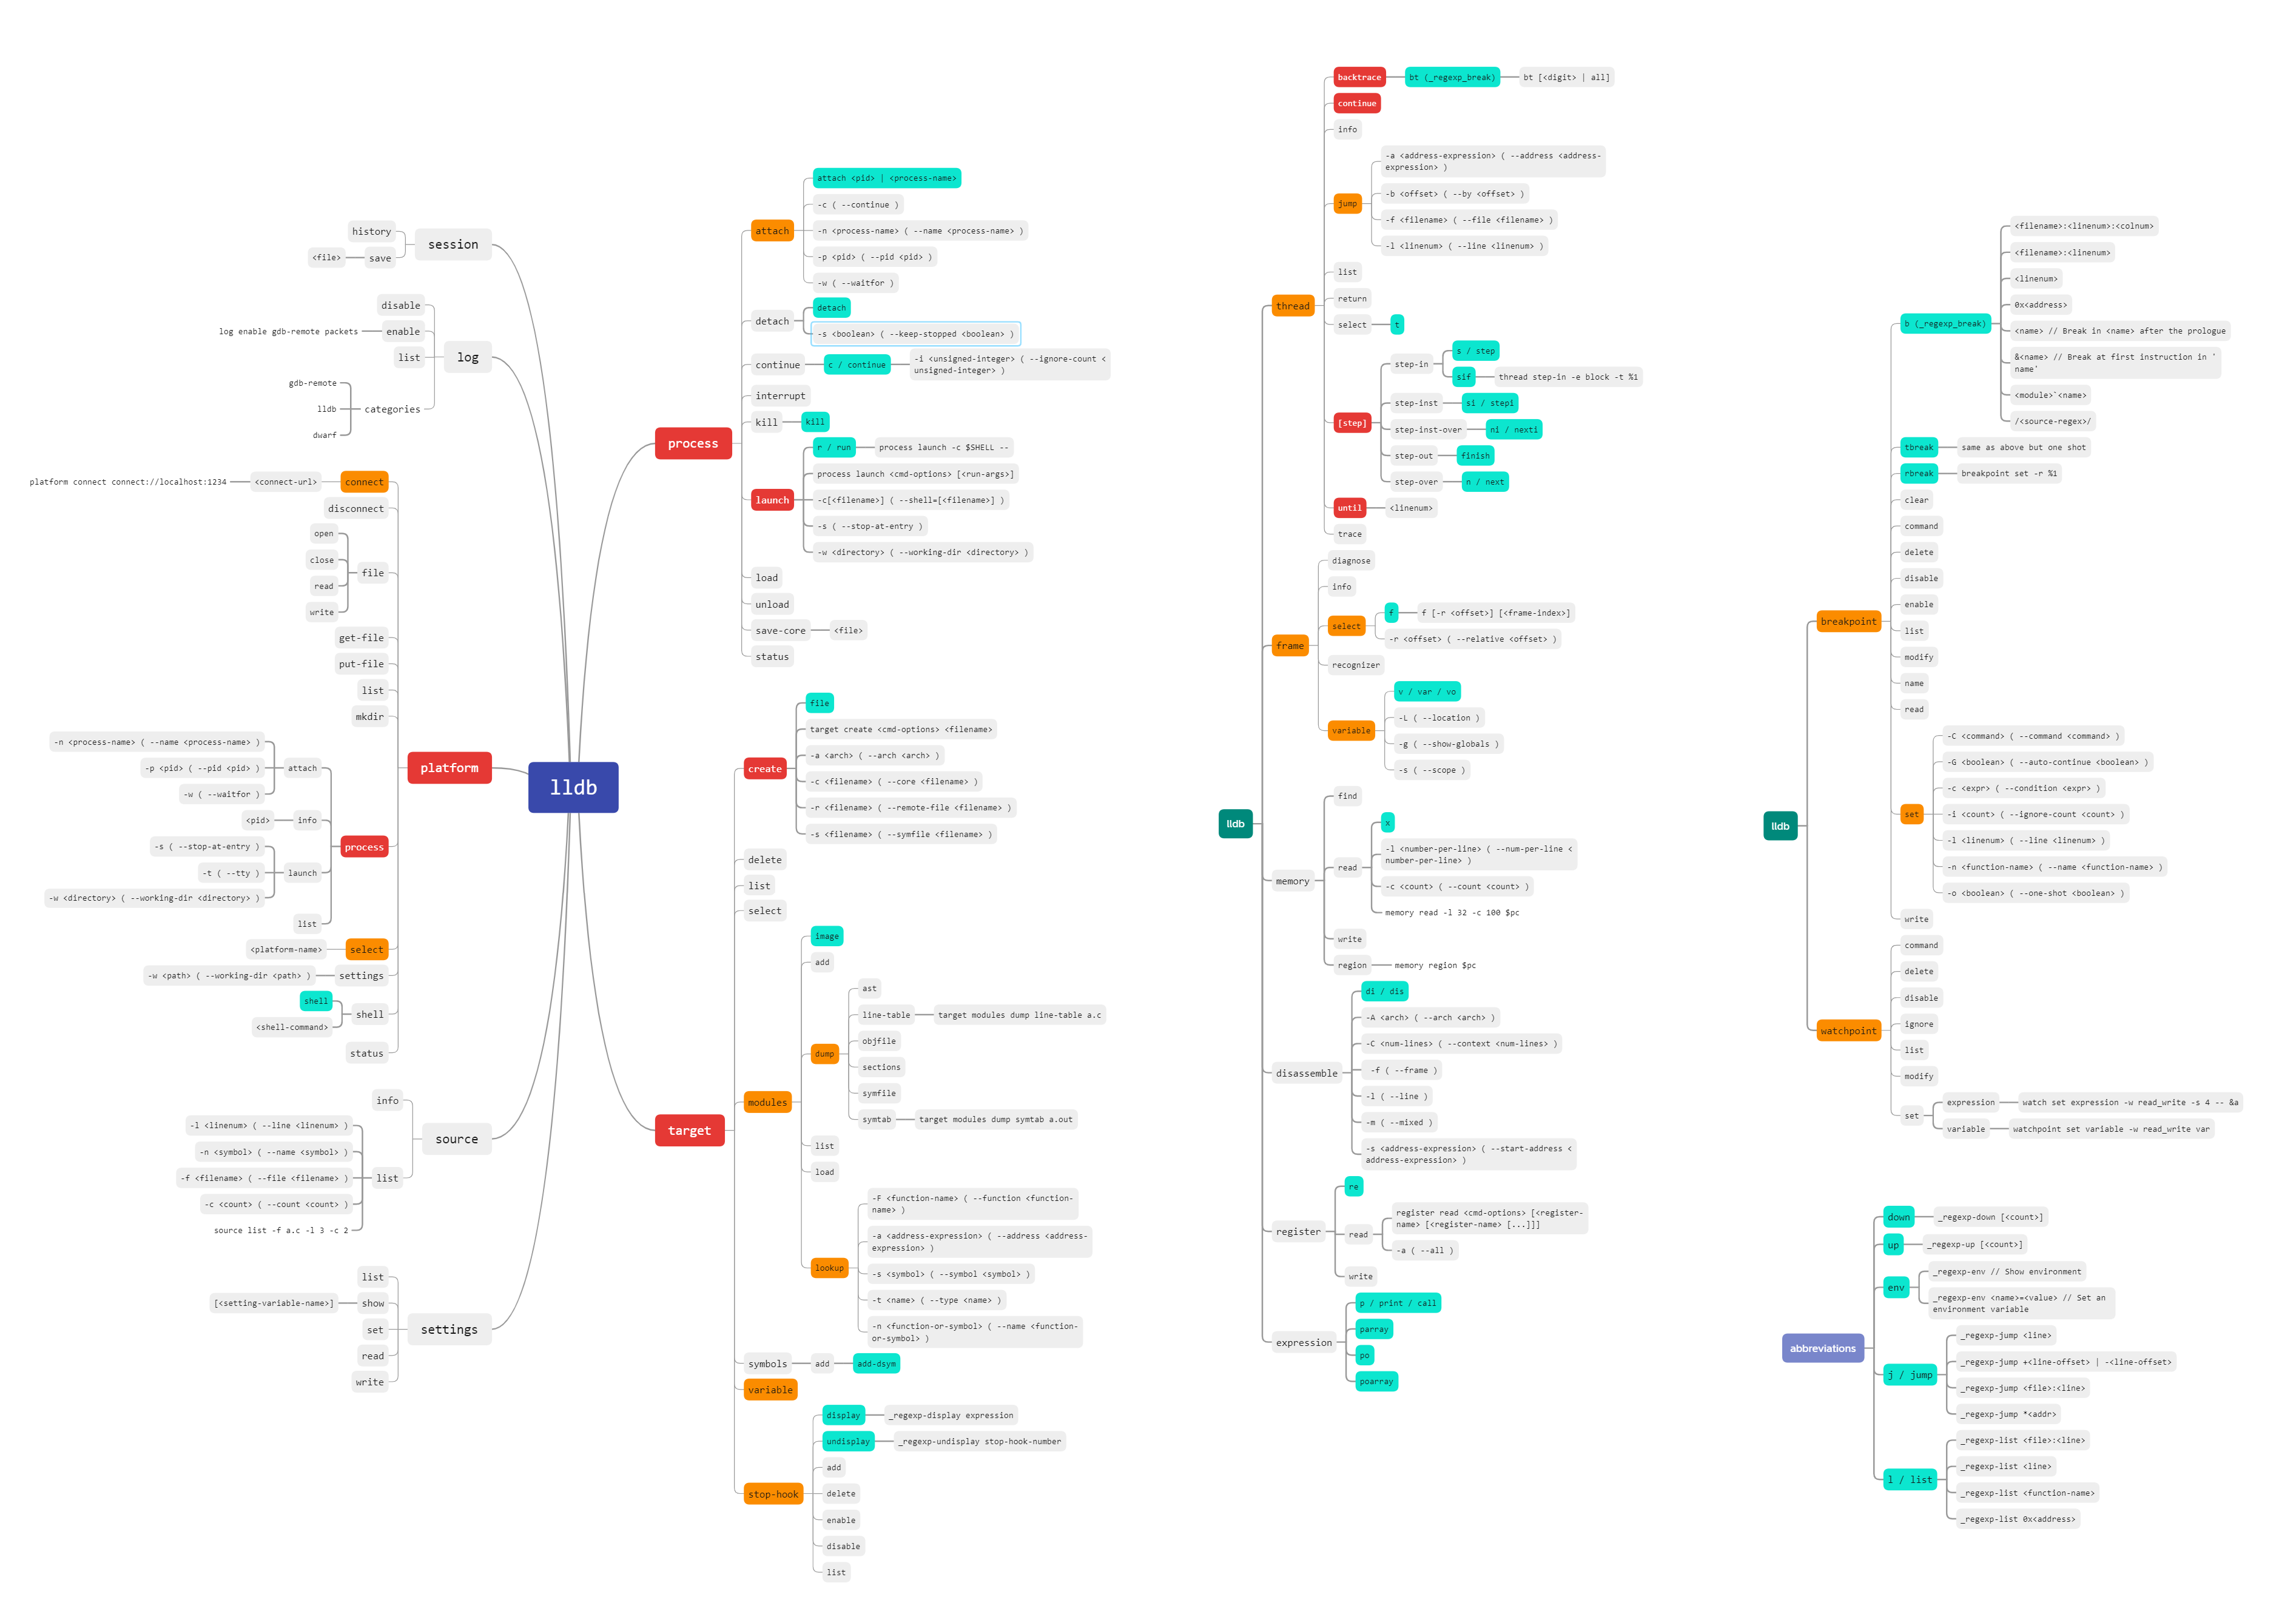 lldb
session
history
save
<file>
log
disable
enable
log enable gdb-remote packets
list
categories
gdb-remote
lldb
dwarf
platform
connect
<connect-url>
platform connect connect://localhost:1234
disconnect
file
open
close
read
write
get-file
put-file
list
mkdir
process
attach
-n <process-name> ( --name <process-name> )
-p <pid> ( --pid <pid> )
-w ( --waitfor )
info
<pid>
launch
-s ( --stop-at-entry )
-t ( --tty )
-w <directory> ( --working-dir <directory> )
list
select
<platform-name>
settings
-w <path> ( --working-dir <path> )
shell
shell
<shell-command>
status
source
info
list
-l <linenum> ( --line <linenum> )
-n <symbol> ( --name <symbol> )
-f <filename> ( --file <filename> )
-c <count> ( --count <count> )
source list -f a.c -l 3 -c 2
settings
list
show
[<setting-variable-name>]
set
read
write
process
attach
attach <pid> | <process-name>
-c ( --continue )
-n <process-name> ( --name <process-name> )
-p <pid> ( --pid <pid> )
-w ( --waitfor )
detach
detach
-s <boolean> ( --keep-stopped <boolean> )
continue
c / continue
-i <unsigned-integer> ( --ignore-count <
unsigned-integer> )
interrupt
kill
kill
launch
r / run
process launch -c $SHELL --
process launch <cmd-options> [<run-args>]
-c[<filename>] ( --shell=[<filename>] )
-s ( --stop-at-entry )
-w <directory> ( --working-dir <directory> )
load
unload
save-core
<file>
status
target
create
file
target create <cmd-options> <filename>
-a <arch> ( --arch <arch> )
-c <filename> ( --core <filename> )
-r <filename> ( --remote-file <filename> )
-s <filename> ( --symfile <filename> )
delete
list
select
modules
image
add
dump
ast
line-table
target modules dump line-table a.c
objfile
sections
symfile
symtab
target modules dump symtab a.out
list
load
lookup
-F <function-name> ( --function <function-
name> )
-a <address-expression> ( --address <address-
expression> )
-s <symbol> ( --symbol <symbol> )
-t <name> ( --type <name> )
-n <function-or-symbol> ( --name <function-
or-symbol> )
symbols
add
add-dsym
variable
stop-hook
display
_regexp-display expression
undisplay
_regexp-undisplay stop-hook-number
add
delete
enable
disable
list
lldb
thread
backtrace
bt (_regexp_break)
bt [<digit> | all]
continue
info
jump
-a <address-expression> ( --address <address-
expression> )
-b <offset> ( --by <offset> )
-f <filename> ( --file <filename> )
-l <linenum> ( --line <linenum> )
list
return
select
t
[step]
step-in
s / step
sif
thread step-in -e block -t %1
step-inst
si / stepi
step-inst-over
ni / nexti
step-out
finish
step-over
n / next
until
<linenum>
trace
frame
diagnose
info
select
f
f [-r <offset>] [<frame-index>]
-r <offset> ( --relative <offset> )
recognizer
variable
v / var / vo
-L ( --location )
-g ( --show-globals )
-s ( --scope )
memory
find
read
x
-l <number-per-line> ( --num-per-line <
number-per-line> )
-c <count> ( --count <count> )
memory read -l 32 -c 100 $pc
write
region
memory region $pc
disassemble
di / dis
-A <arch> ( --arch <arch> )
-C <num-lines> ( --context <num-lines> )
-f ( --frame )
-l ( --line )
-m ( --mixed )
-s <address-expression> ( --start-address <
address-expression> )
register
re
read
register read <cmd-options> [<register-
name> [<register-name> [...]]]
-a ( --all )
write
expression
p / print / call
parray
po
poarray
lldb
breakpoint
b (_regexp_break)
<filename>:<linenum>:<colnum>
<filename>:<linenum>
<linenum>
0x<address>
<name> // Break in <name> after the prologue
&<name> // Break at first instruction in '
name'
<module>`<name>
/<source-regex>/
tbreak
same as above but one shot
rbreak
breakpoint set -r %1
clear
command
delete
disable
enable
list
modify
name
read
set
-C <command> ( --command <command> )
-G <boolean> ( --auto-continue <boolean> )
-c <expr> ( --condition <expr> )
-i <count> ( --ignore-count <count> )
-l <linenum> ( --line <linenum> )
-n <function-name> ( --name <function-name> )
-o <boolean> ( --one-shot <boolean> )
write
watchpoint
command
delete
disable
ignore
list
modify
set
expression
watch set expression -w read_write -s 4 -- &a
variable
watchpoint set variable -w read_write var
abbreviations
down
_regexp-down [<count>]
up
_regexp-up [<count>]
env
_regexp-env // Show environment
_regexp-env <name>=<value> // Set an
environment variable
j / jump
_regexp-jump <line>
_regexp-jump +<line-offset> | -<line-offset>
_regexp-jump <file>:<line>
_regexp-jump *<addr>
l / list
_regexp-list <file>:<line>
_regexp-list <line>
_regexp-list <function-name>
_regexp-list 0x<address>